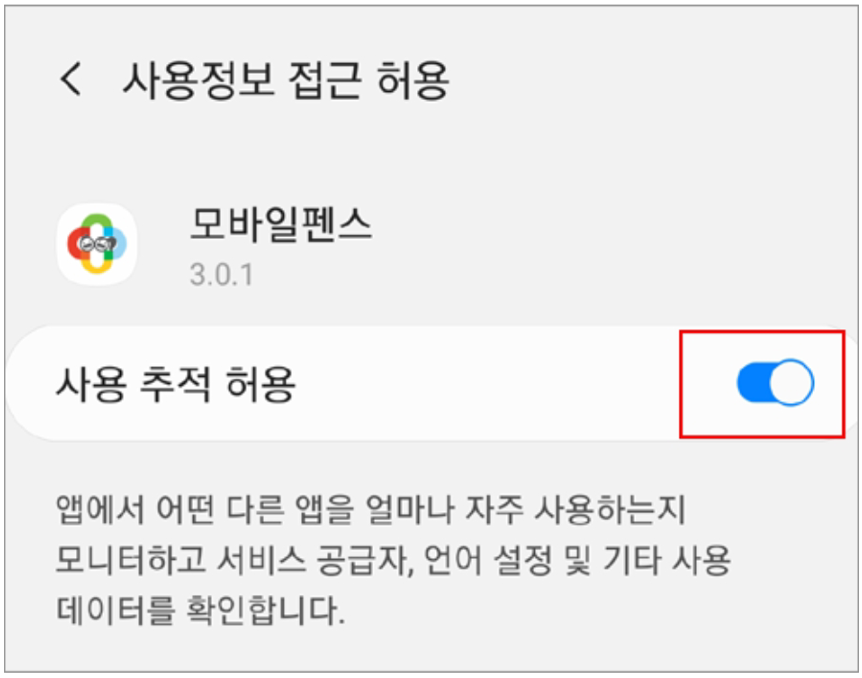 사용정보 접근 허용
모바일펜스
3.0.1
사용 추적 허용
앱에서 어떤 다른 앱을 얼마나 자주 사용하는지
모니터하고 서비스 공급자, 언어 설정 및 기타 사용
데이터를 확인합니다.